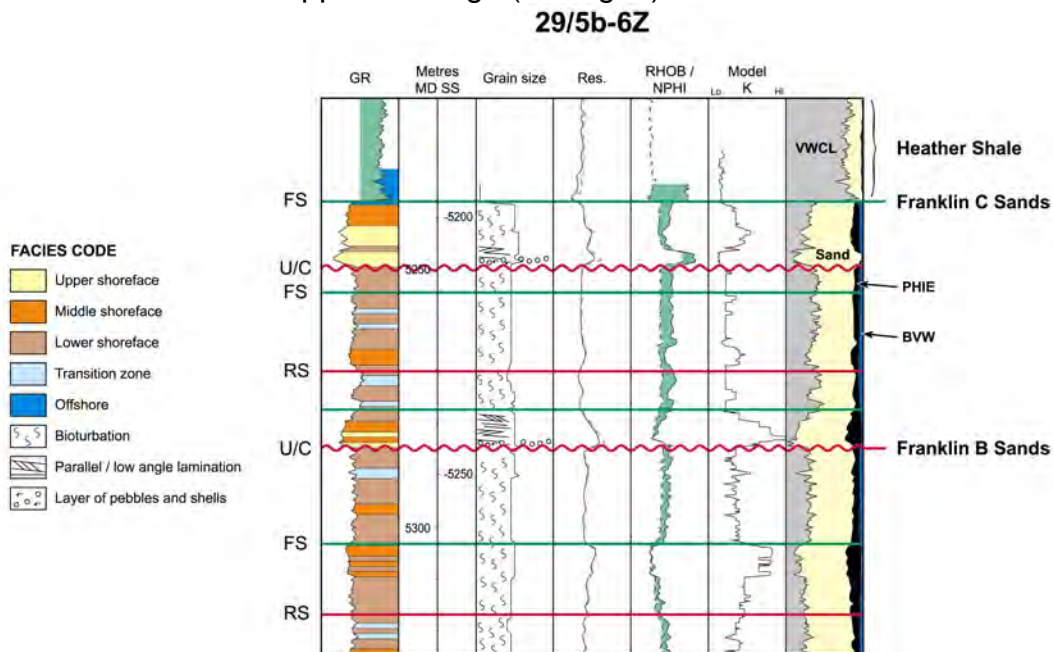 29/5b-6Z
GR
Metres
MD SS
Grain size
Res.
RHOB /
NPHI
Model
Lo K Hi
VWCL
Heather Shale
FS
Franklin C Sands
-5200
FACIES CODE
Upper shoreface
Middle shoreface
Lower shoreface
Transition zone
Offshore
Bioturbation
Parallel / low angle lamination
Layer of pebbles and shells
Sand
U/C
5250
FS
PHIE
BVW
RS
U/C
Franklin B Sands
-5250
5300
FS
RS